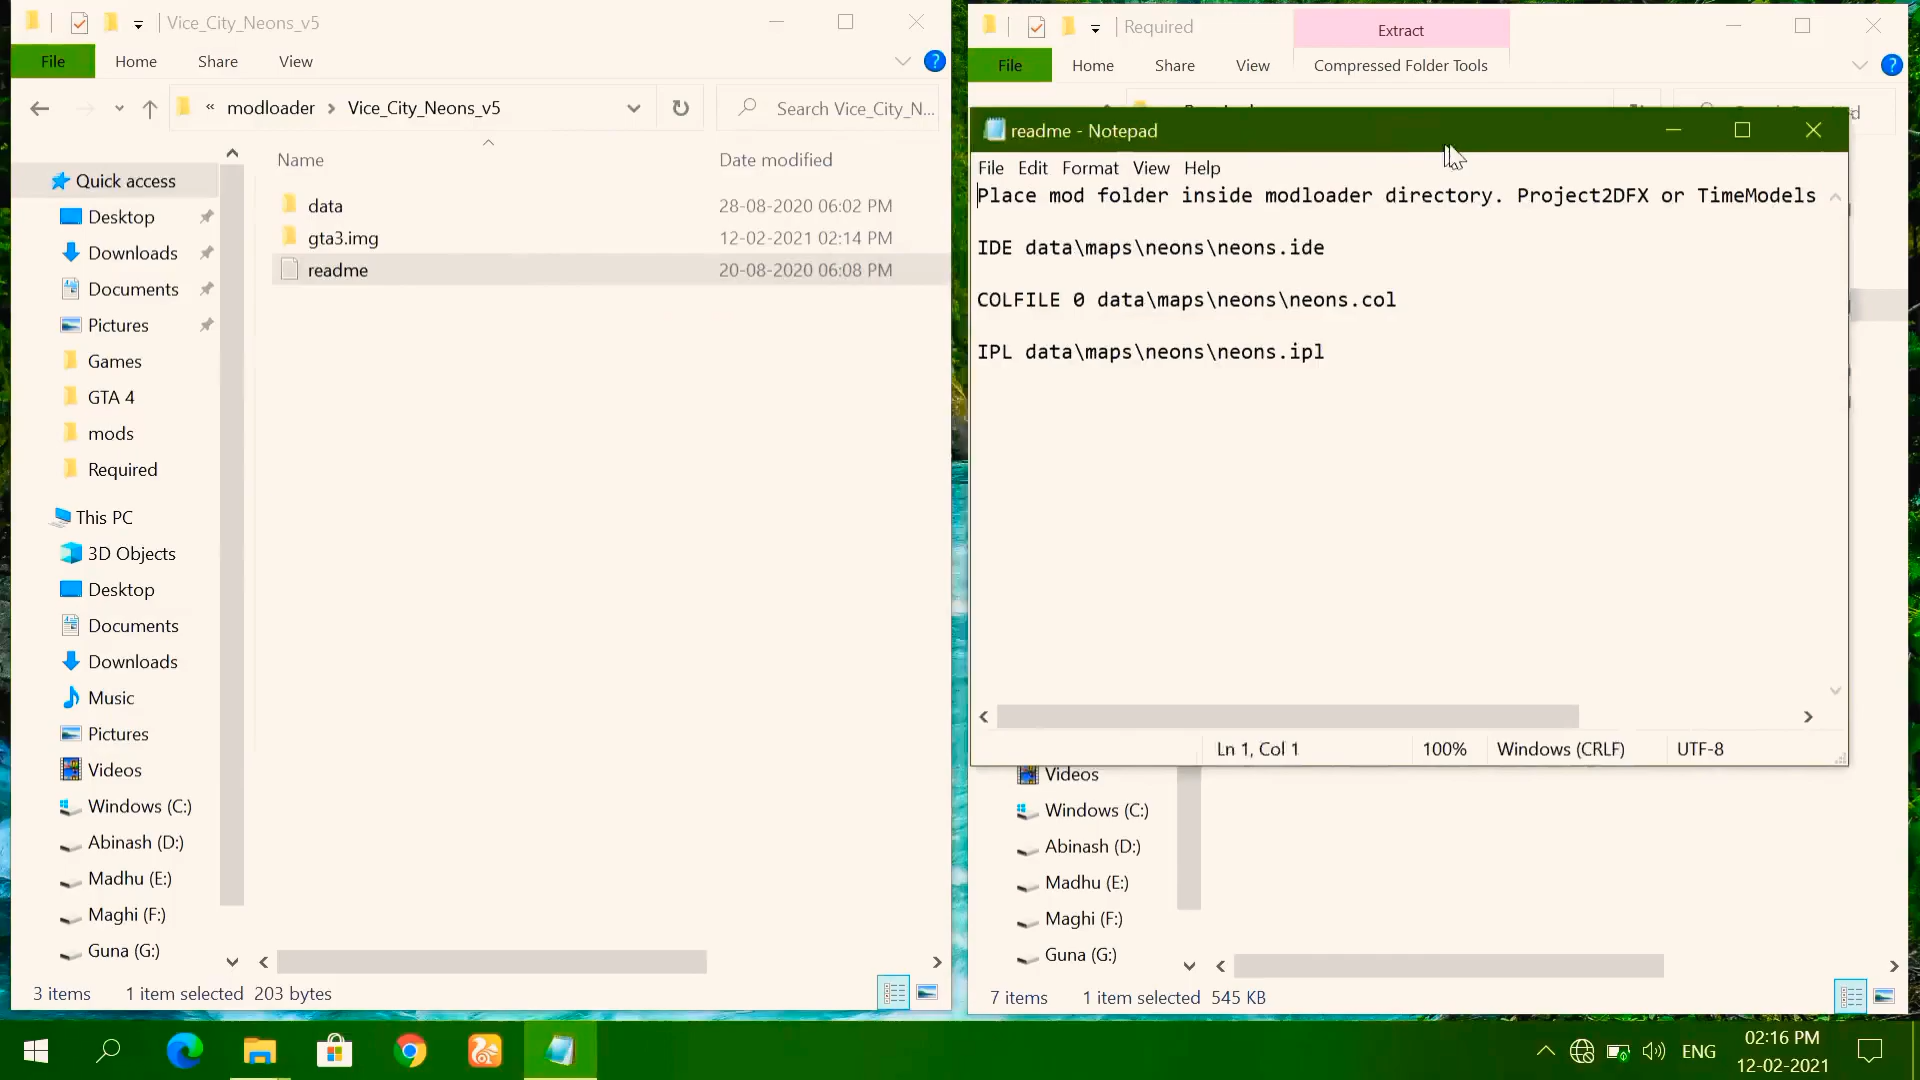 Vice_City_Neons_v5
File Home Share View
modloader Vice_City_Neons_v5
Search Vice_City_N...
Name Date modified
Quick access
Desktop
Downloads
Documents
Pictures
Games
GTA 4
mods
Required
This PC
3D Objects
Desktop
Documents
Downloads
Music
Pictures
Videos
Windows (C:)
Abinash (D:)
Madhu (E:)
Maghi (F:)
Guna (G:)
data 28-08-2020 06:02 PM
gta3.img 12-02-2021 02:14 PM
readme 20-08-2020 06:08 PM
3 items 1 item selected 203 bytes
Required
Extract
File Home Share View Compressed Folder Tools
readme - Notepad
File Edit Format View Help
Place mod folder inside modloader directory. Project2DFX or TimeModels
IDE data\maps\neons\neons.ide
COLFILE 0 data\maps\neons\neons.col
IPL data\maps\neons\neons.ipl
Ln 1, Col 1 100% Windows (CRLF) UTF-8
Videos
Windows (C:)
Abinash (D:)
Madhu (E:)
Maghi (F:)
Guna (G:)
7 items 1 item selected 545 KB
ENG
02:16 PM
12-02-2021